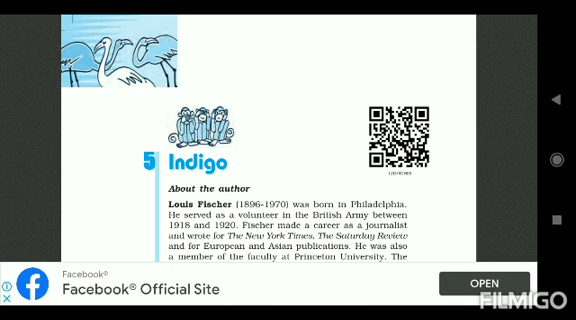 5 Indigo
About the author
Louis Fischer (1896-1970) was born in Philadelphia.
He served as a volunteer in the British Army between
1918 and 1920. Fischer made a career as a journalist
and wrote for The New York Times, The Saturday Review
and for European and Asian publications. He was also
a member of the faculty at Princeton University. The
Facebook®
Facebook® Official Site
OPEN
FILMIGO